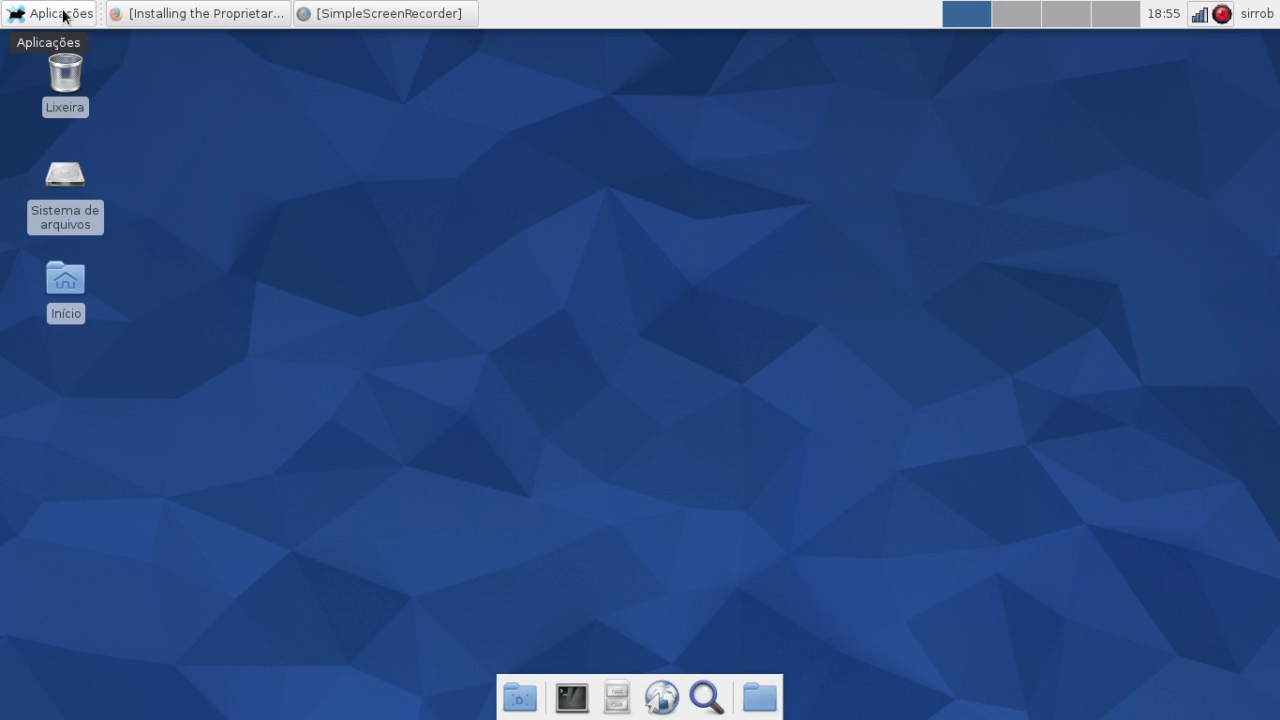 Aplicações
[Installing the Proprietar...
[SimpleScreenRecorder]
18:55
sirrob
Aplicações
Lixeira
Sistema de
arquivos
Início